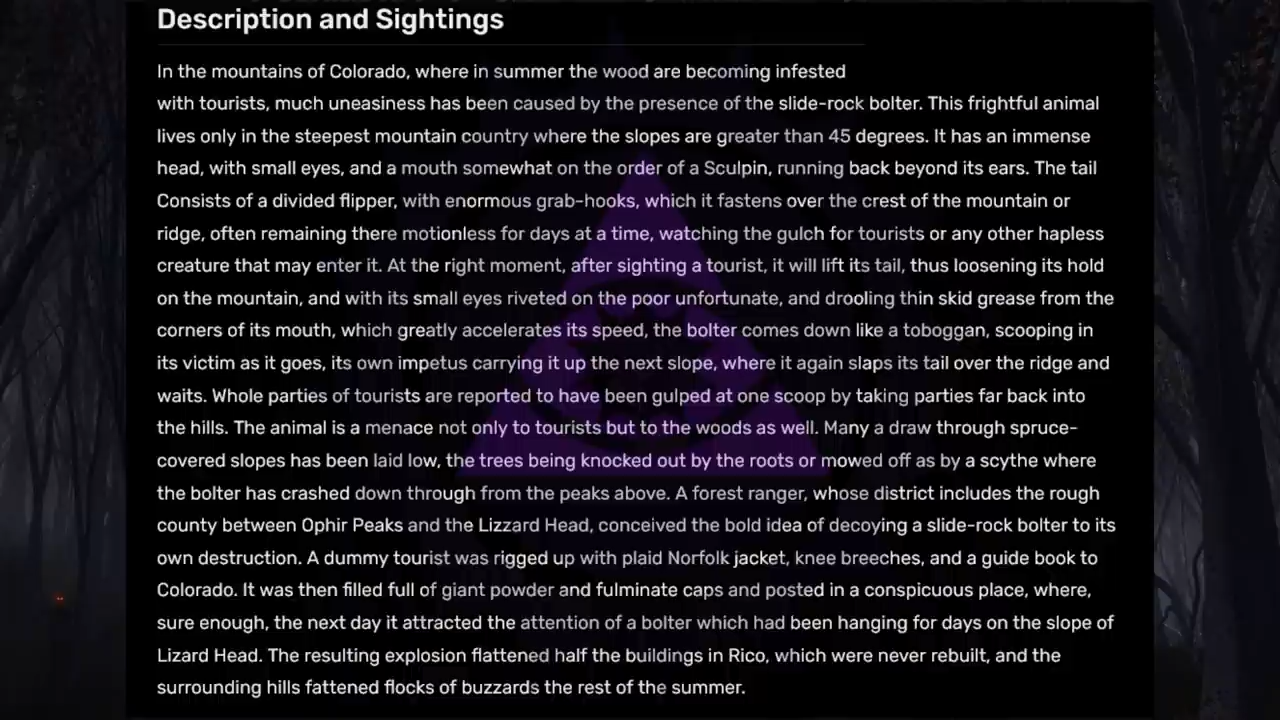 Description and Sightings
In the mountains of Colorado, where in summer the wood are becoming infested
with tourists, much uneasiness has been caused by the presence of the slide-rock bolter. This frightful animal
lives only in the steepest mountain country where the slopes are greater than 45 degrees. It has an immense
head, with small eyes, and a mouth somewhat on the order of a Sculpin, running back beyond its ears. The tail
Consists of a divided flipper, with enormous grab-hooks, which it fastens over the crest of the mountain or
ridge, often remaining there motionless for days at a time, watching the gulch for tourists or any other hapless
creature that may enter it. At the right moment, after sighting a tourist, it will lift its tail, thus loosening its hold
on the mountain, and with its small eyes riveted on the poor unfortunate, and drooling thin skid grease from the
corners of its mouth, which greatly accelerates its speed, the bolter comes down like a toboggan, scooping in
its victim as it goes, its own impetus carrying it up the next slope, where it again slaps its tail over the ridge and
waits. Whole parties of tourists are reported to have been gulped at one scoop by taking parties far back into
the hills. The animal is a menace not only to tourists but to the woods as well. Many a draw through spruce-
covered slopes has been laid low, the trees being knocked out by the roots or mowed off as by a scythe where
the bolter has crashed down through from the peaks above. A forest ranger, whose district includes the rough
county between Ophir Peaks and the Lizzard Head, conceived the bold idea of decoying a slide-rock bolter to its
own destruction. A dummy tourist was rigged up with plaid Norfolk jacket, knee breeches, and a guide book to
Colorado. It was then filled full of giant powder and fulminate caps and posted in a conspicuous place, where,
sure enough, the next day it attracted the attention of a bolter which had been hanging for days on the slope of
Lizard Head. The resulting explosion flattened half the buildings in Rico, which were never rebuilt, and the
surrounding hills fattened flocks of buzzards the rest of the summer.